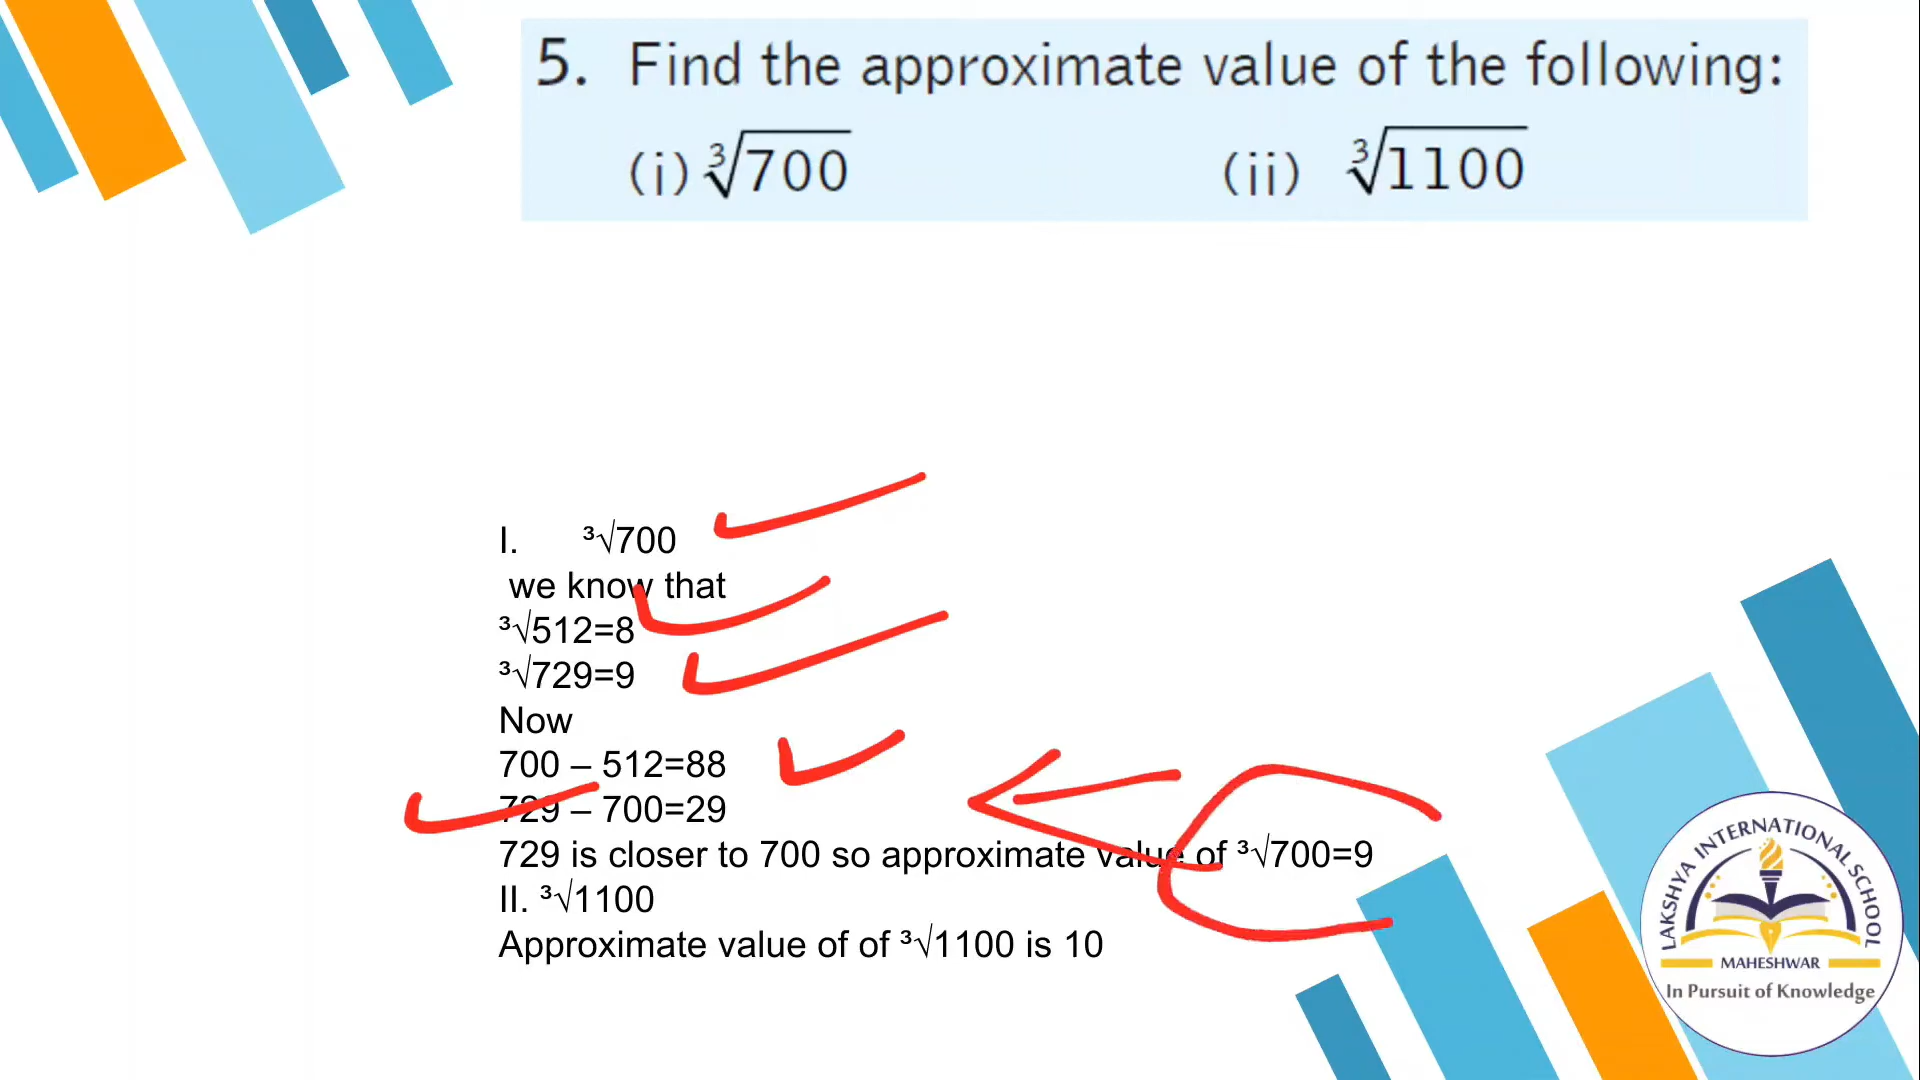 5. Find the approximate value of the following:
(i) ³√700 (ii) ³√1100
I. ³√700
we know that
³√512=8
³√729=9
Now
700 – 512=88
729 – 700=29
729 is closer to 700 so approximate value of ³√700=9
II. ³√1100
Approximate value of of ³√1100 is 10
LAKSHYA INTERNATIONAL SCHOOL
MAHESHWAR
In Pursuit of Knowledge